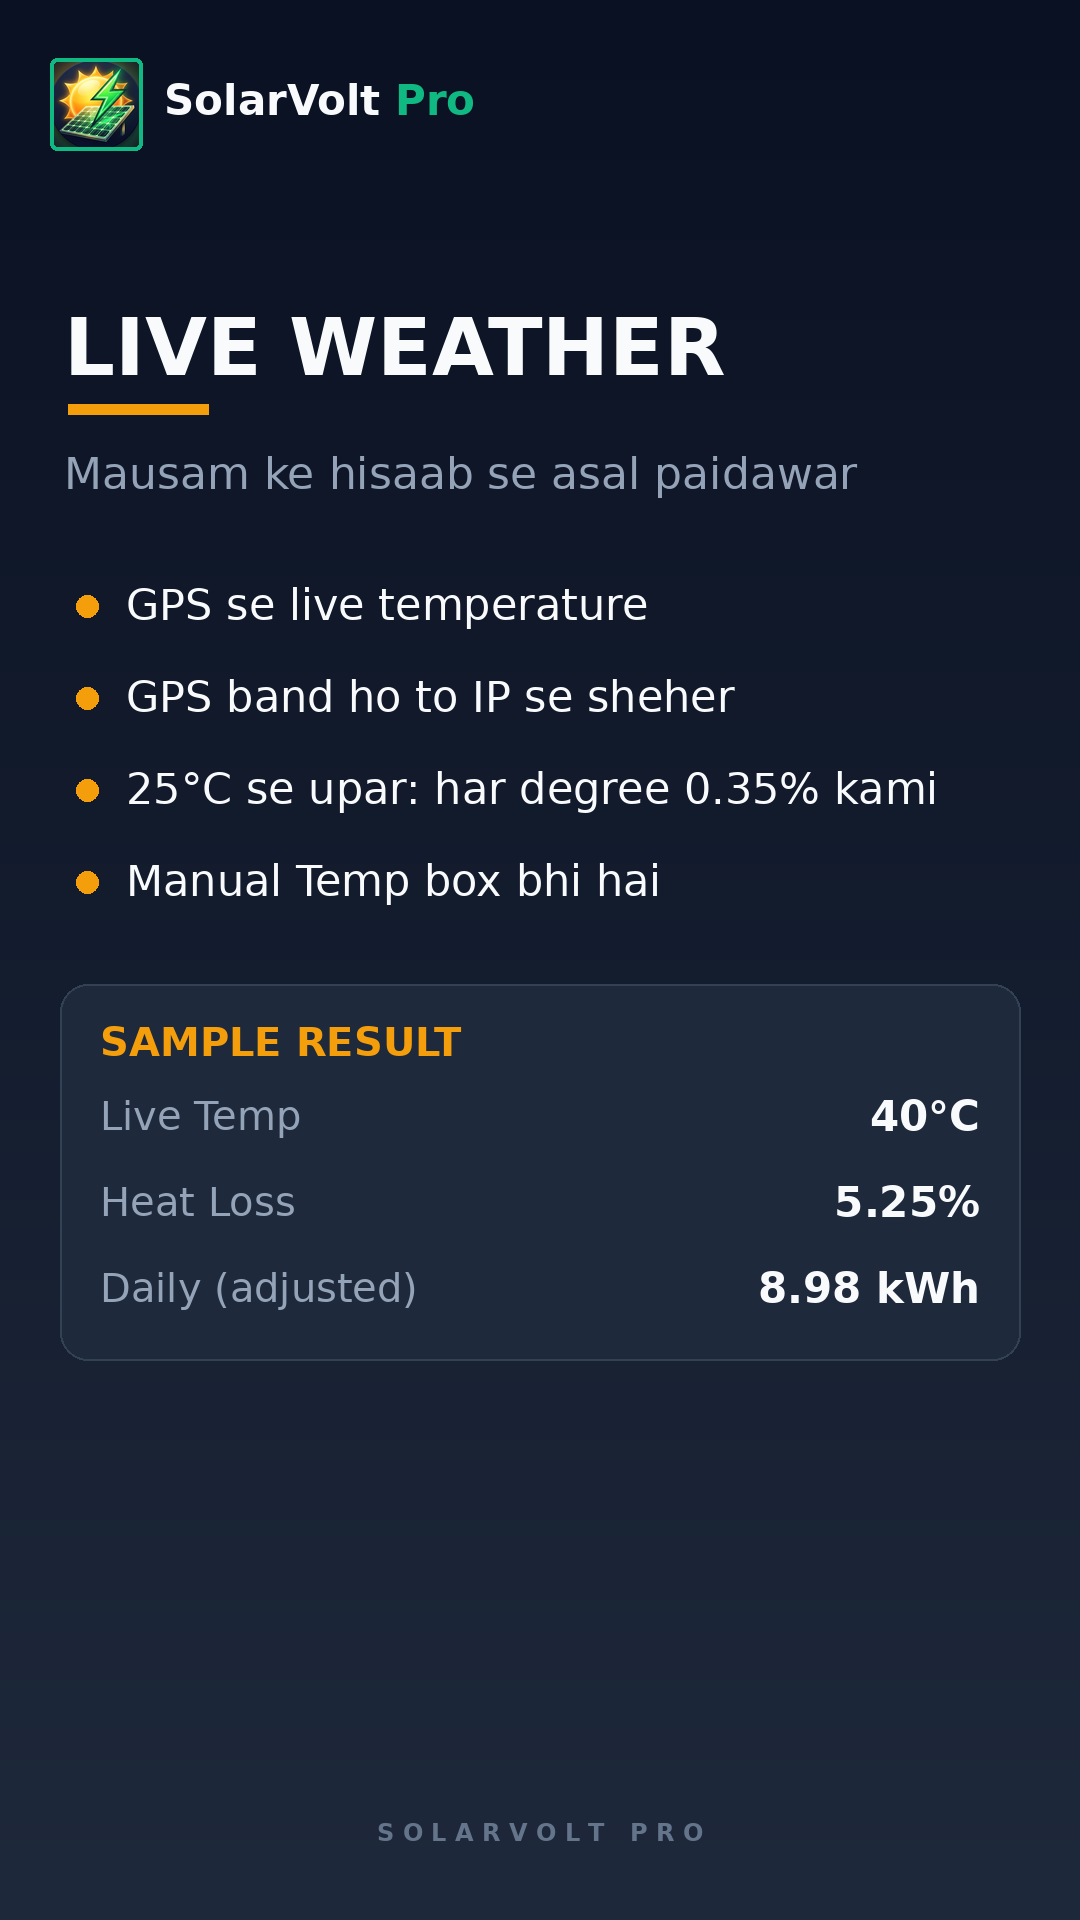 SolarVolt Pro
LIVE WEATHER
Mausam ke hisaab se asal paidawar
GPS se live temperature
GPS band ho to IP se sheher
25°C se upar: har degree 0.35% kami
Manual Temp box bhi hai
SAMPLE RESULT
Live Temp 40°C
Heat Loss 5.25%
Daily (adjusted) 8.98 kWh
SOLARVOLT PRO